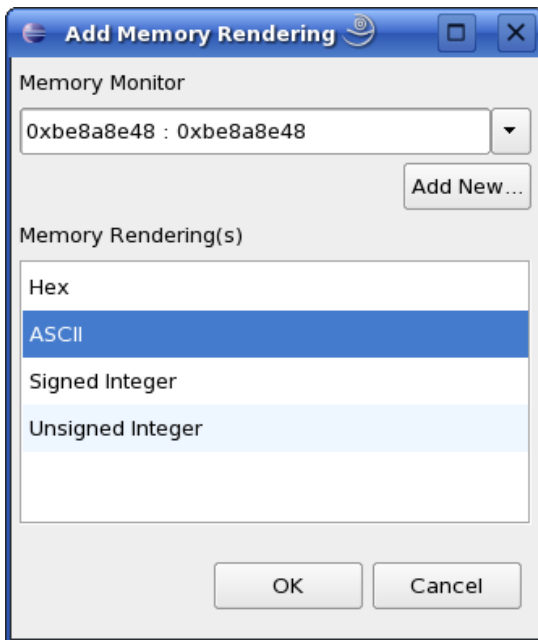 Add Memory Rendering
Memory Monitor
0xbe8a8e48 : 0xbe8a8e48
Add New...
Memory Rendering(s)
Hex
ASCII
Signed Integer
Unsigned Integer
OK Cancel